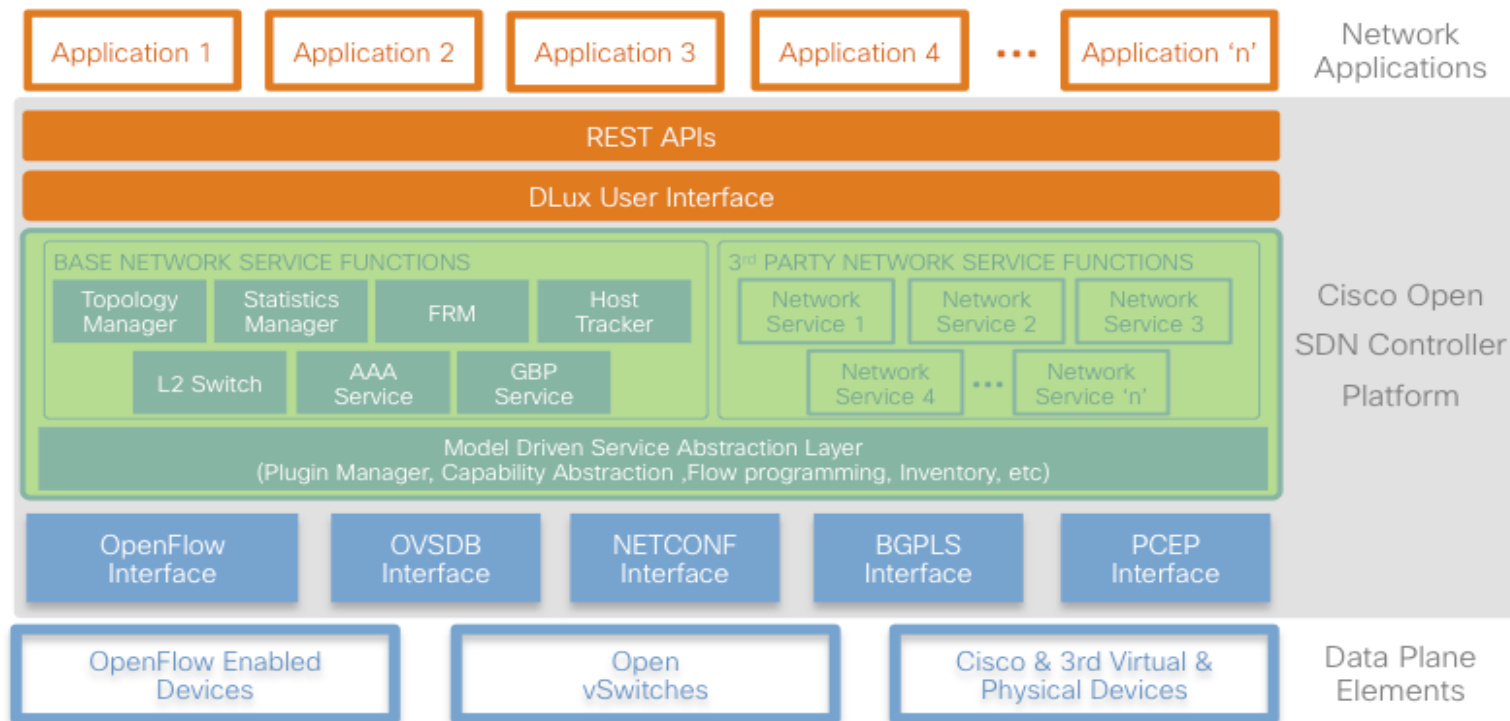 Application 1
Application 2
Application 3
Application 4
...
Application ‘n’
Network
Applications
REST APIs
DLux User Interface
BASE NETWORK SERVICE FUNCTIONS
Topology
Manager
Statistics
Manager
FRM
Host
Tracker
L2 Switch
AAA
Service
GBP
Service
3rd PARTY NETWORK SERVICE FUNCTIONS
Network
Service 1
Network
Service 2
Network
Service 3
Network
Service 4
...
Network
Service ‘n’
Model Driven Service Abstraction Layer
(Plugin Manager, Capability Abstraction ,Flow programming, Inventory, etc)
Cisco Open
SDN Controller
Platform
OpenFlow
Interface
OVSDB
Interface
NETCONF
Interface
BGPLS
Interface
PCEP
Interface
OpenFlow Enabled
Devices
Open
vSwitches
Cisco & 3rd Virtual &
Physical Devices
Data Plane
Elements